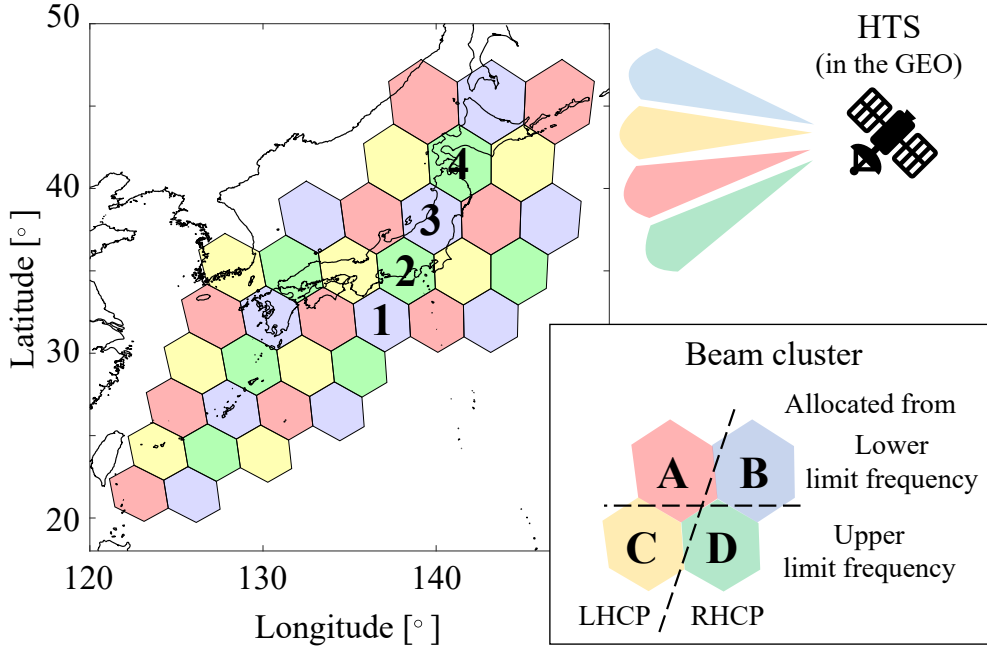 50
40
30
20
120
130
140
Latitude [°]
Longitude [°]
4
3
2
1
HTS
(in the GEO)
Beam cluster
Allocated from
Lower
limit frequency
Upper
limit frequency
A
B
C
D
LHCP
RHCP